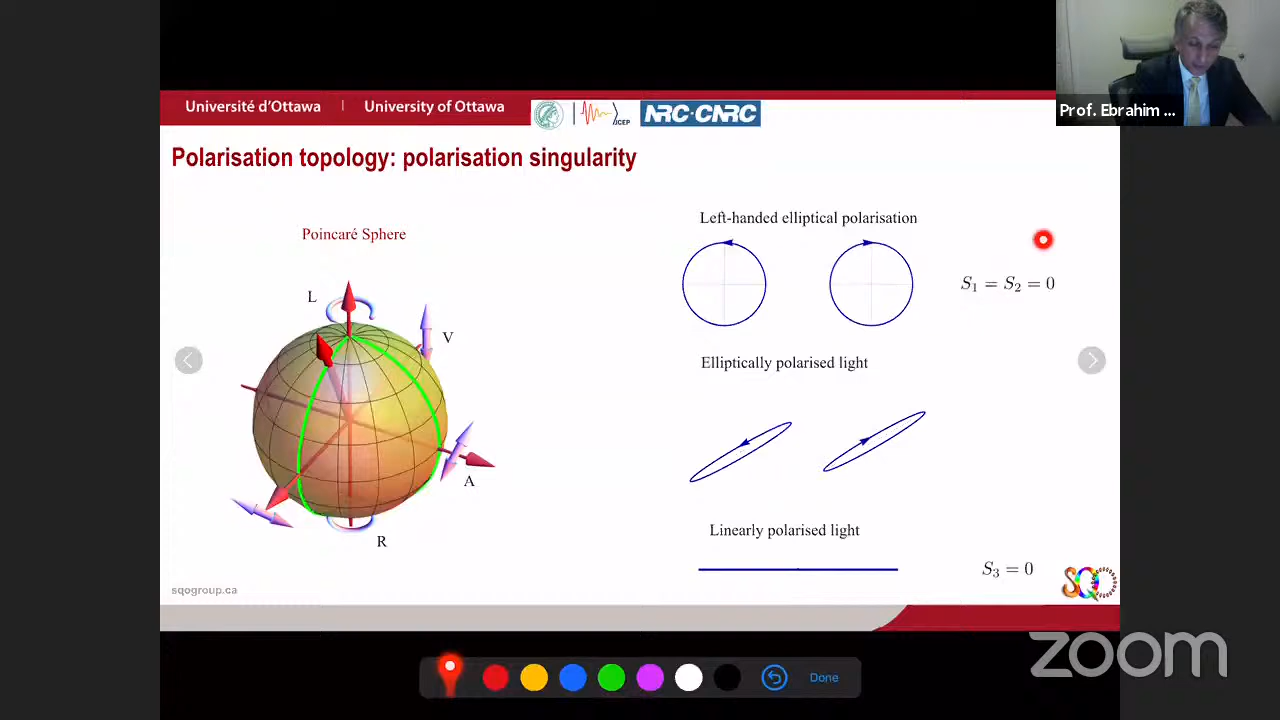 Prof. Ebrahim ...
Université d'Ottawa | University of Ottawa
JCEP
NRC·CNRC
Polarisation topology: polarisation singularity
Poincaré Sphere
L
V
A
R
Left-handed elliptical polarisation
S₁ = S₂ = 0
Elliptically polarised light
Linearly polarised light
S₃ = 0
sqogroup.ca
SQO
zoom
Done